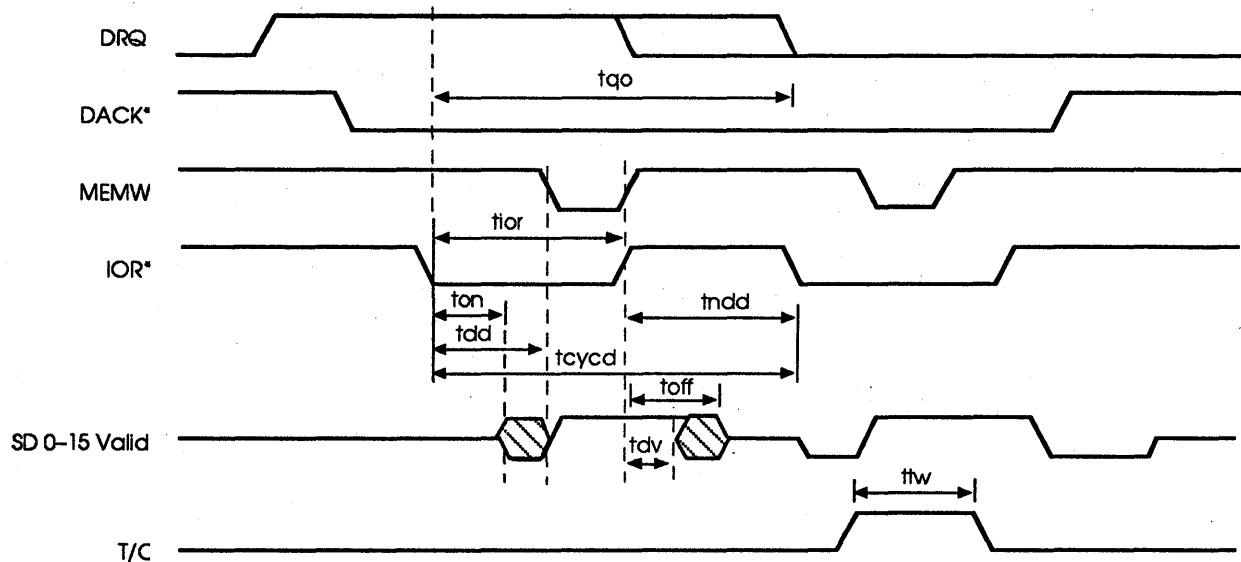 DRQ
tqo
DACK*
MEMW
tior
IOR*
ton
tndd
tdd
tcycd
toff
SD 0-15 Valid
tdv
ttw
T/C